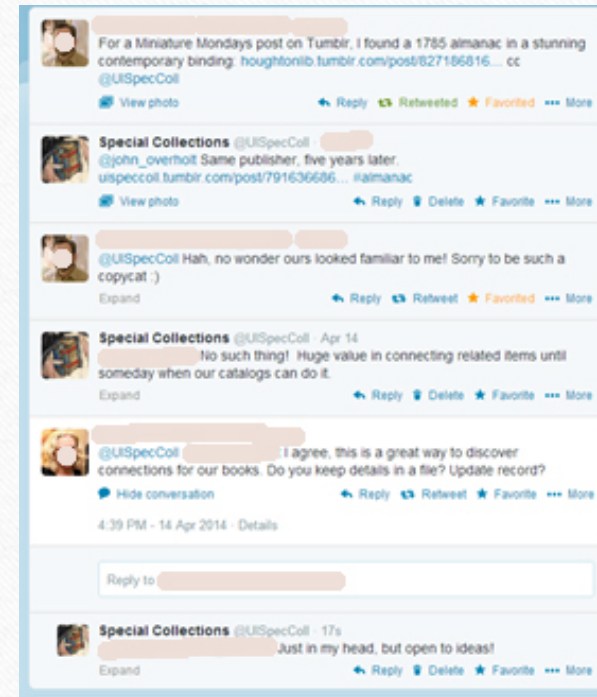 For a Miniature Mondays post on Tumblr, I found a 1785 almanac in a stunning
contemporary binding: houghtonlib.tumblr.com/post/827186816... cc
@UISpecColl
View photo Reply Retweeted Favorited More
Special Collections @UISpecColl ·
@john_overholt Same publisher, five years later.
uispeccoll.tumblr.com/post/791636686... #almanac
View photo Reply Delete Favorite More
@UISpecColl Hah, no wonder ours looked familiar to me! Sorry to be such a
copycat :)
Expand Reply Retweet Favorited More
Special Collections @UISpecColl · Apr 14
No such thing! Huge value in connecting related items until
someday when our catalogs can do it.
Expand Reply Delete Favorite More
@UISpecColl I agree, this is a great way to discover
connections for our books. Do you keep details in a file? Update record?
Hide conversation Reply Retweet Favorite More
4:39 PM - 14 Apr 2014 · Details
Reply to
Special Collections @UISpecColl · 17s
Just in my head, but open to ideas!
Expand Reply Delete Favorite More